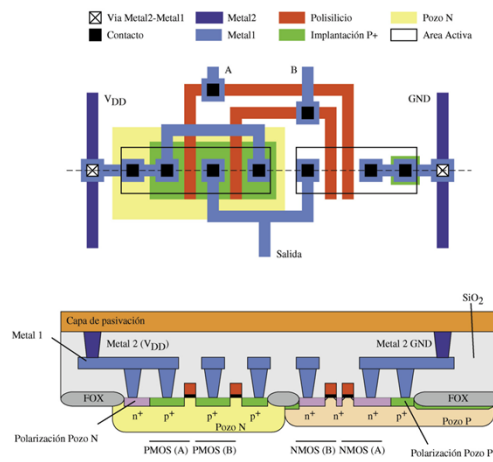 Via Metal2-Metal1
Metal2
Polisilicio
Pozo N
Contacto
Metal1
Implantación P+
Area Activa
A
B
VDD
GND
Salida
SiO2
Capa de pasivación
Metal 1
Metal 2 (VDD)
Metal 2 GND
FOX
FOX
n+
p+
p+
p+
n+
n+
n+
p+
Pozo N
Pozo P
Polarización Pozo N
Polarización Pozo P
PMOS (A)
PMOS (B)
NMOS (B)
NMOS (A)